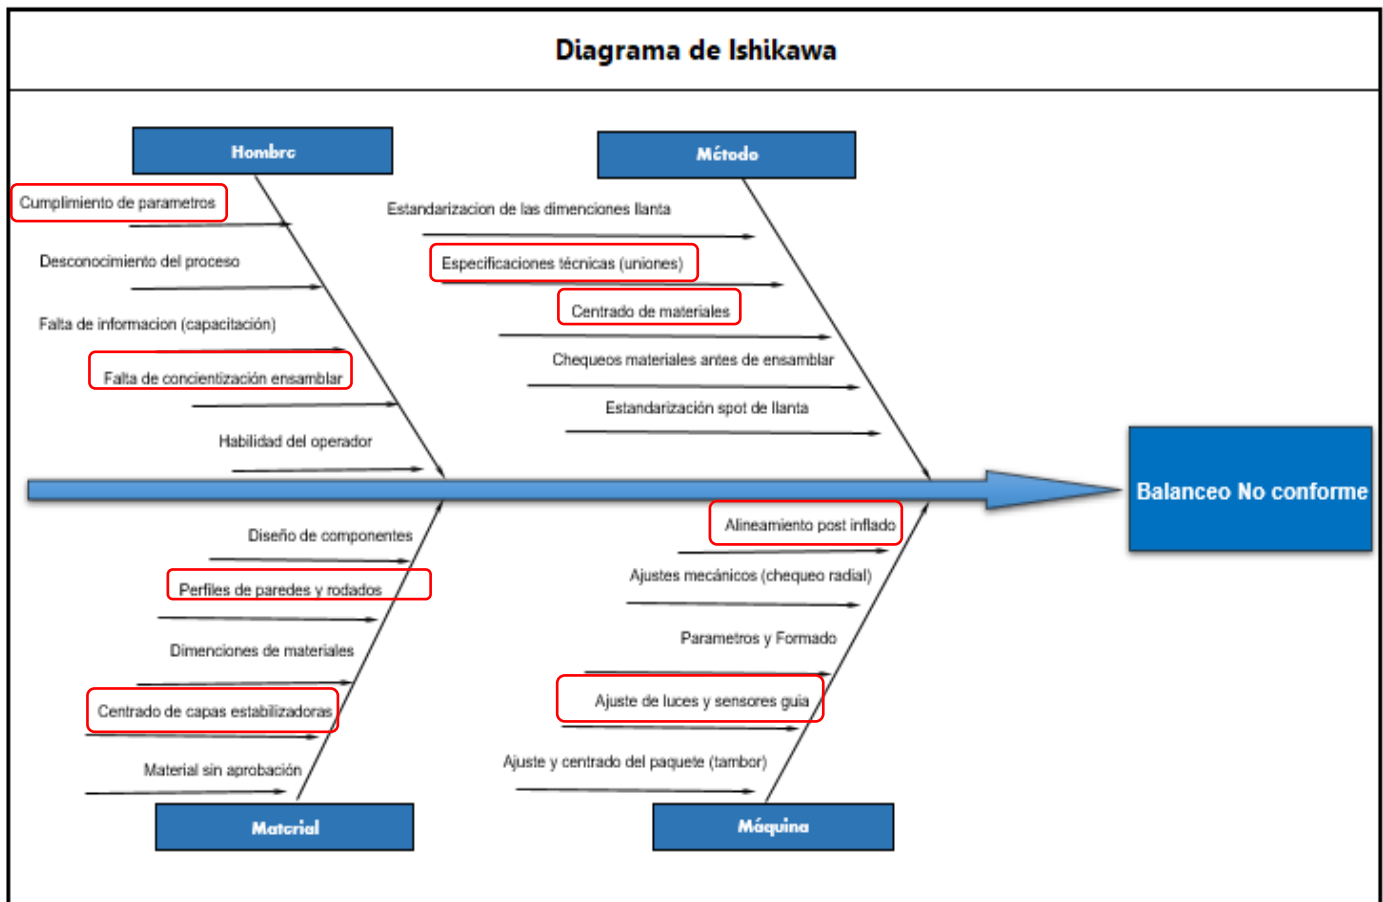 Diagrama de Ishikawa
Hombre
Método
Cumplimiento de parametros
Desconocimiento del proceso
Falta de informacion (capacitación)
Falta de concientización ensamblar
Habilidad del operador
Estandarizacion de las dimenciones llanta
Especificaciones técnicas (uniones)
Centrado de materiales
Chequeos materiales antes de ensamblar
Estandarización spot de llanta
Balanceo No conforme
Diseño de componentes
Perfiles de paredes y rodados
Dimenciones de materiales
Centrado de capas estabilizadoras
Material sin aprobación
Alineamiento post inflado
Ajustes mecánicos (chequeo radial)
Parametros y Formado
Ajuste de luces y sensores guia
Ajuste y centrado del paquete (tambor)
Material
Máquina